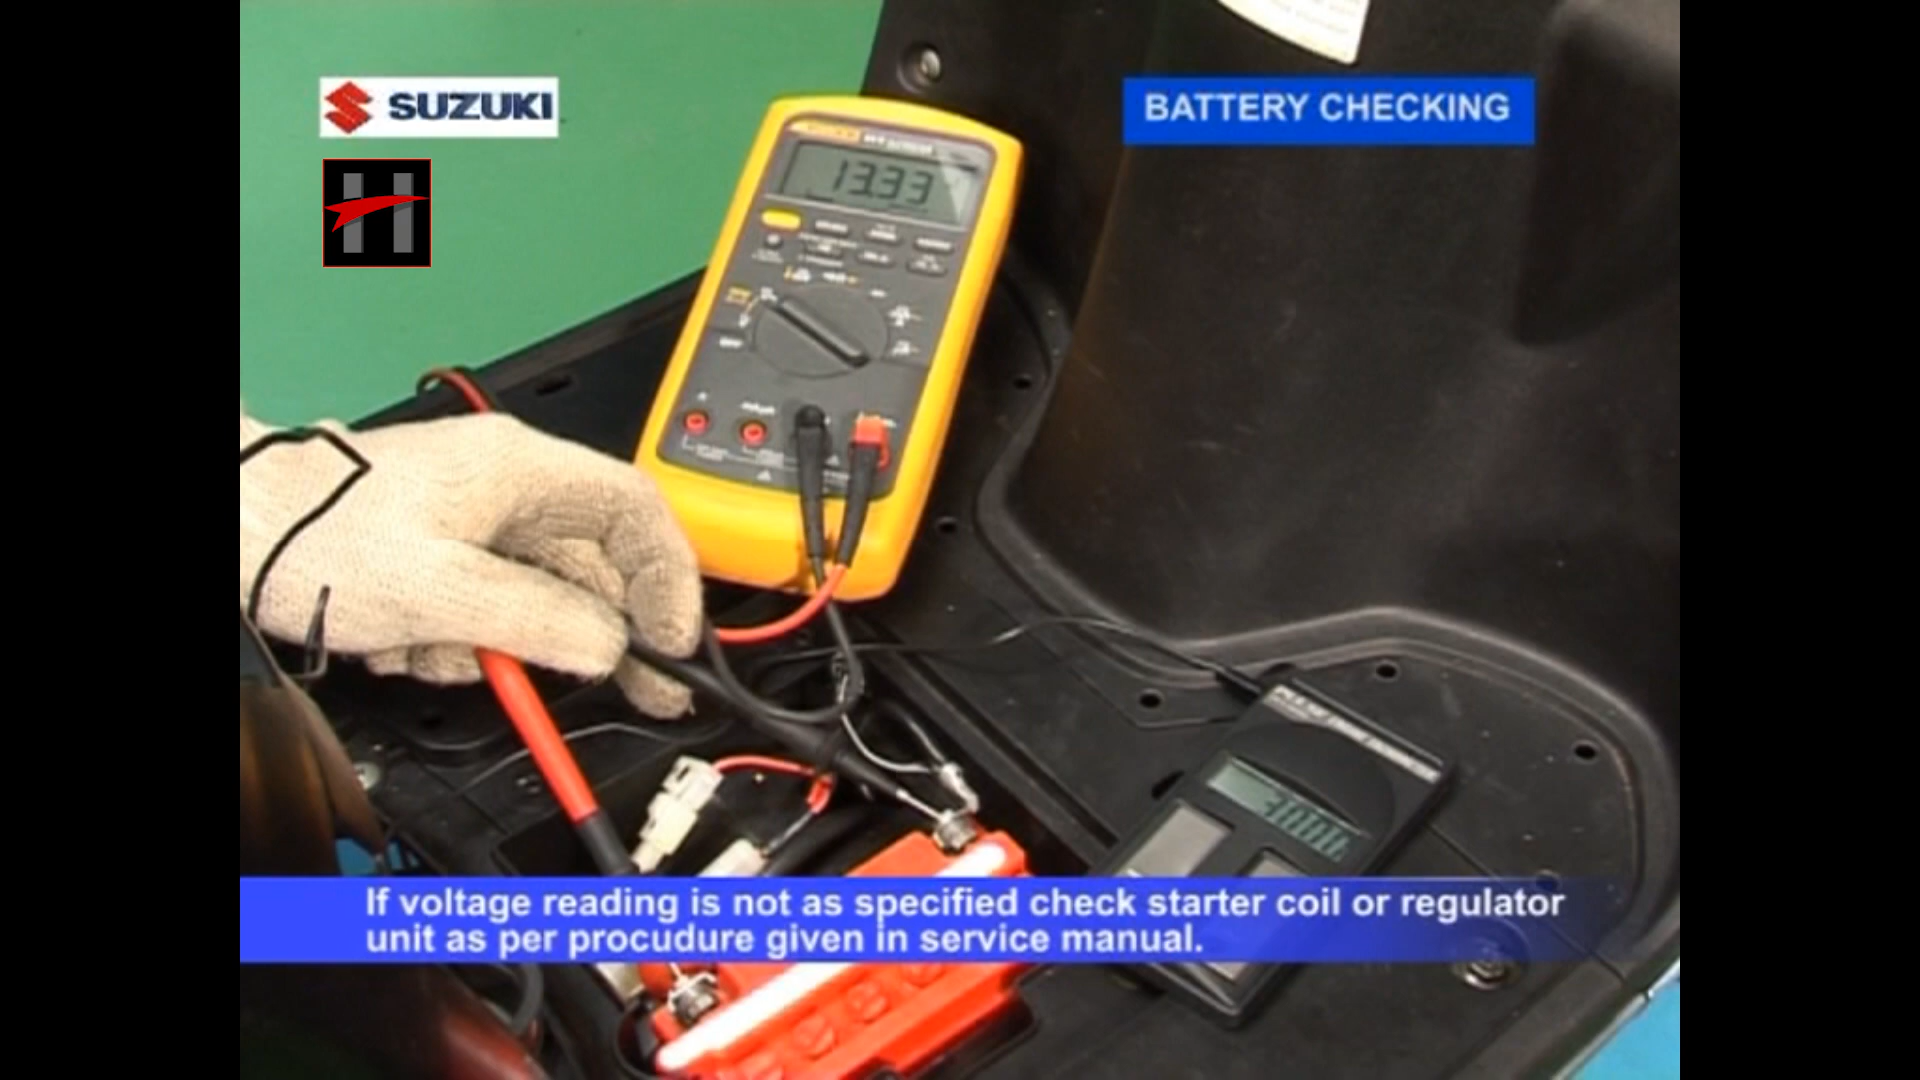 SUZUKI
BATTERY CHECKING
13.33
OFF
If voltage reading is not as specified check starter coil or regulator
unit as per procudure given in service manual.